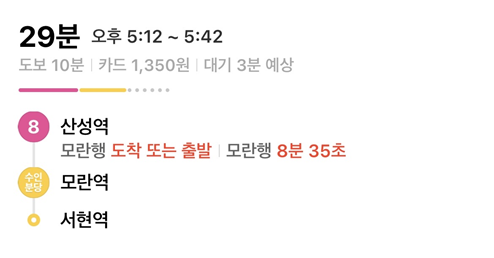 29분 오후 5:12 ~ 5:42
도보 10분 | 카드 1,350원 | 대기 3분 예상
8 산성역
모란행 도착 또는 출발 | 모란행 8분 35초
수인
분당 모란역
서현역